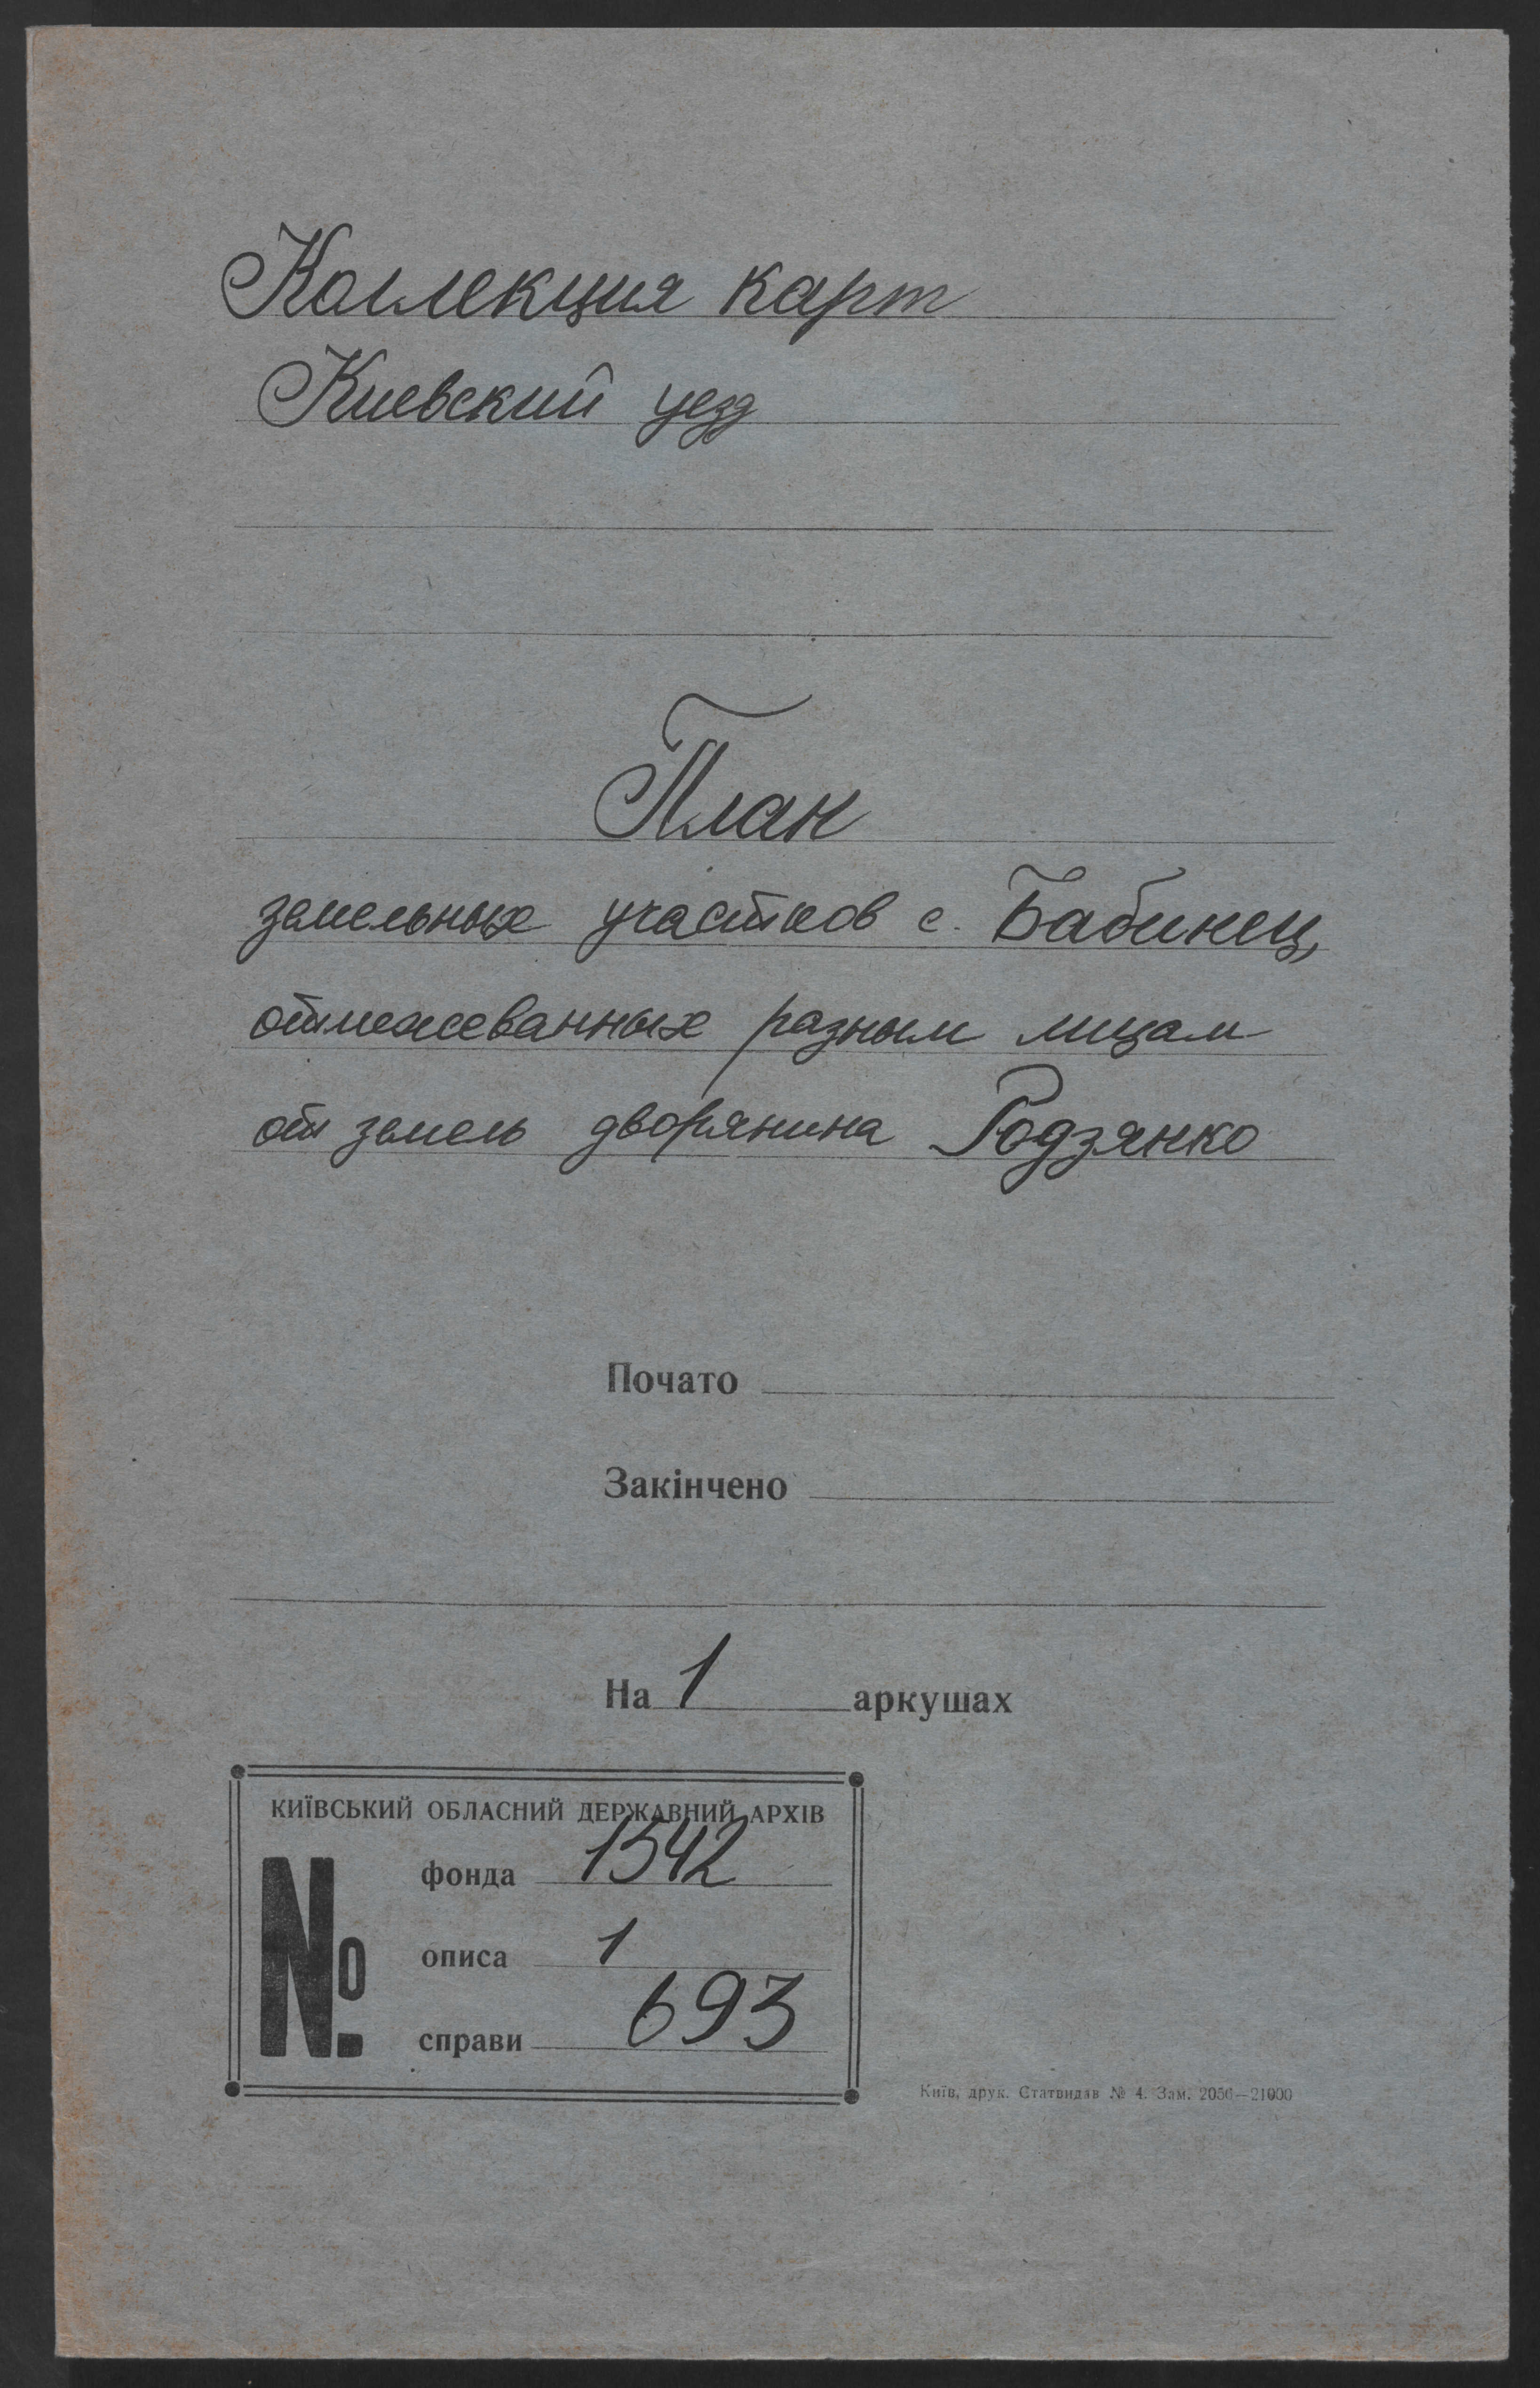 Коллекция карт
Киевский уезд
План
земельных участков с. Бабинец,
отмежеванных разным лицам
от земель дворянина Родзянко
Почато
Закінчено
На 1 аркушах
КИЇВСЬКИЙ ОБЛАСНИЙ ДЕРЖАВНИЙ АРХІВ
№
фонда 1542
описа 1
справи 693
Київ, друк. Статвидав № 4. Зам. 2056—21000